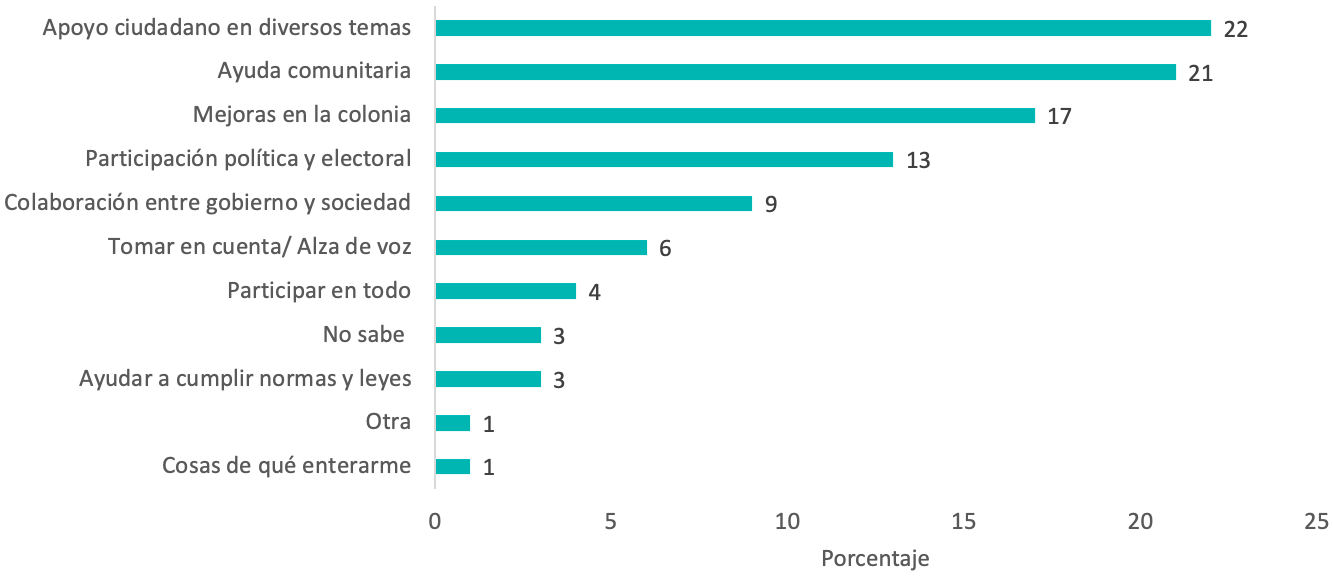 Apoyo ciudadano en diversos temas 22
Ayuda comunitaria 21
Mejoras en la colonia 17
Participación política y electoral 13
Colaboración entre gobierno y sociedad 9
Tomar en cuenta/ Alza de voz 6
Participar en todo 4
No sabe 3
Ayudar a cumplir normas y leyes 3
Otra 1
Cosas de qué enterarme 1
0 5 10 15 20 25
Porcentaje